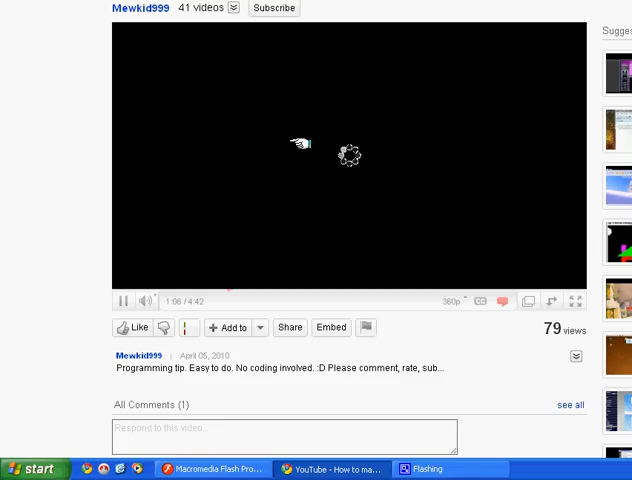 Mewkid999 41 videos Subscribe
Sugges
1:06 / 4:42 360p CC
Like Add to Share Embed 79 views
Mewkid999 | April 05, 2010
Programming tip. Easy to do. No coding involved. :D Please comment, rate, sub...
All Comments (1) see all
Respond to this video...
start Macromedia Flash Pro... YouTube - How to ma... Flashing